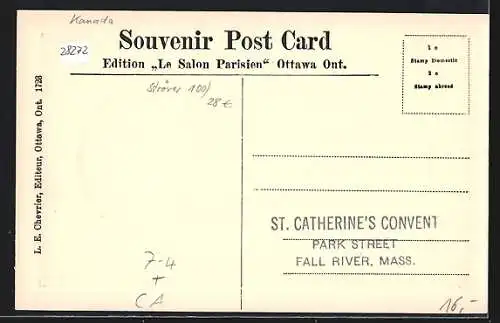 Kanada
28272
Souvenir Post Card
Edition „Le Salon Parisien“ Ottawa Ont.
1c
Stamp Domestic
2c
Stamp abroad
100/
28 €
L. E. Chevrier, Editeur, Ottawa, Ont. 1728
ST. CATHERINE'S CONVENT
PARK STREET
FALL RIVER, MASS.
7-4
+
CA
16,-